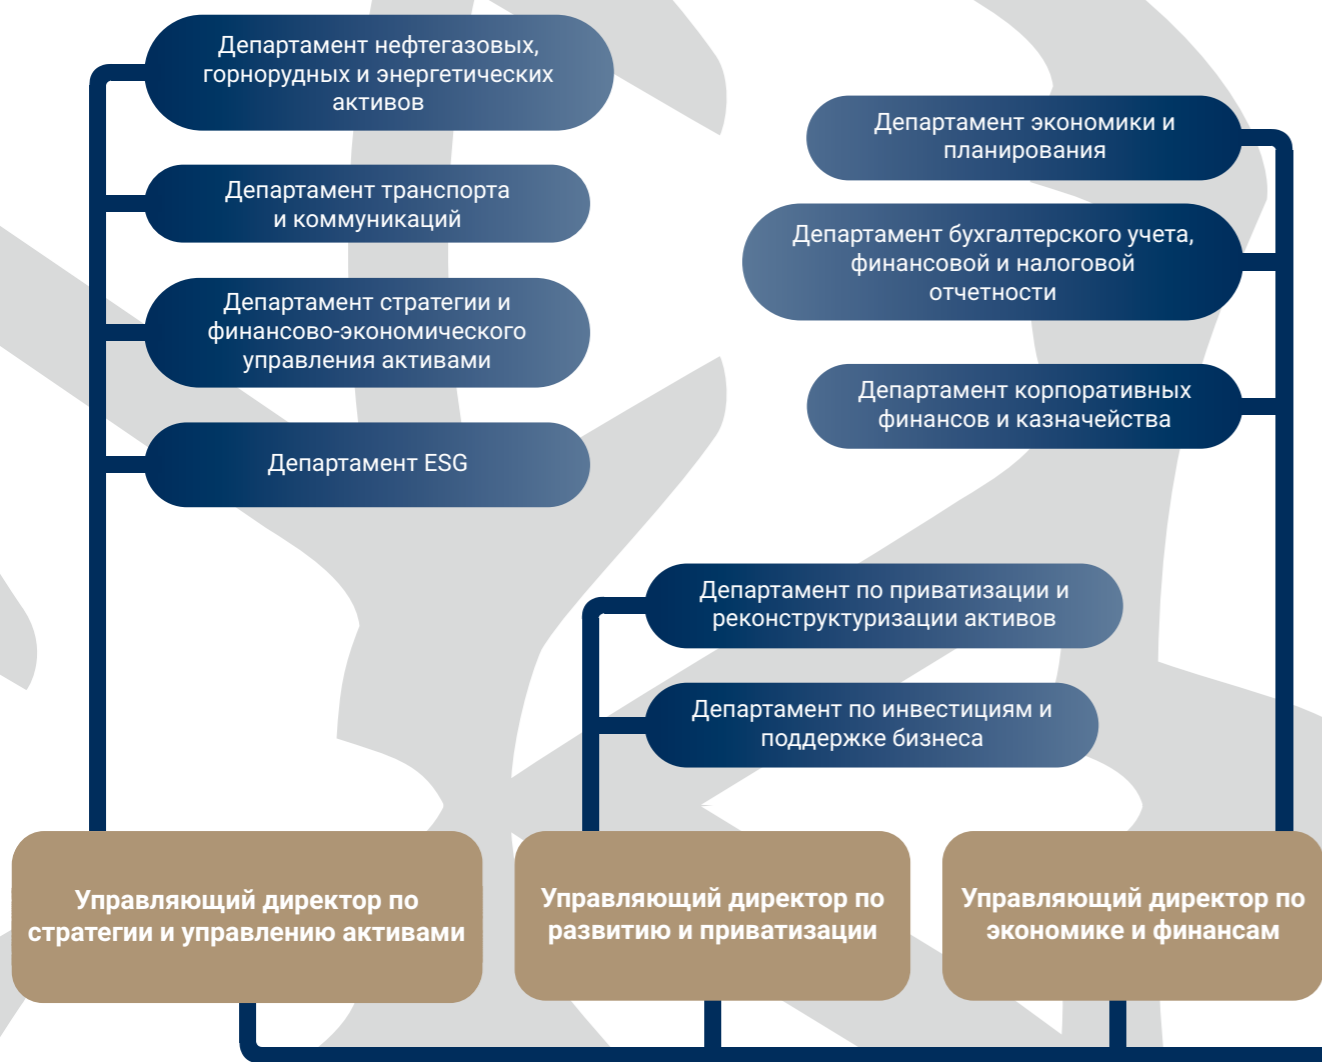 Департамент нефтегазовых,
горнорудных и энергетических
активов
Департамент транспорта
и коммуникаций
Департамент стратегии и
финансово-экономического
управления активами
Департамент ESG
Департамент экономики и
планирования
Департамент бухгалтерского учета,
финансовой и налоговой
отчетности
Департамент корпоративных
финансов и казначейства
Департамент по приватизации и
реконструктуризации активов
Департамент по инвестициям и
поддержке бизнеса
Управляющий директор по
стратегии и управлению активами
Управляющий директор по
развитию и приватизации
Управляющий директор по
экономике и финансам